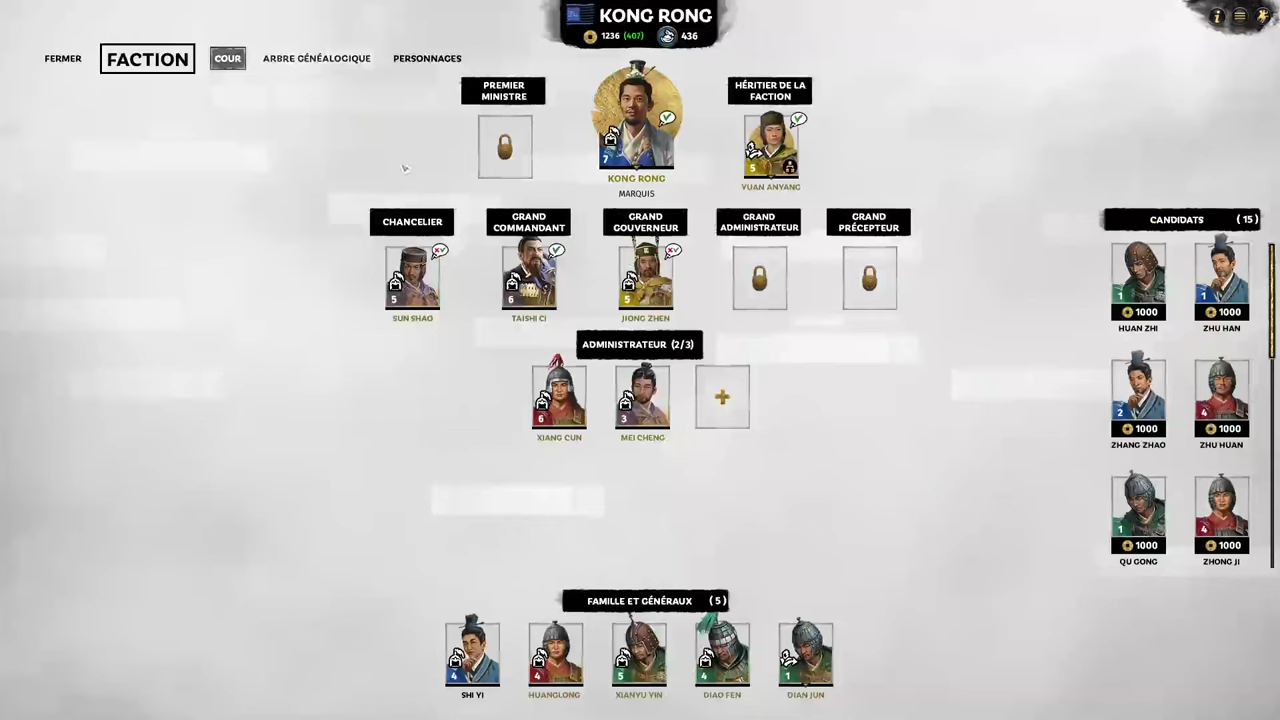 KONG RONG
1236 (407) 436
FERMER
FACTION
COUR
ARBRE GÉNÉALOGIQUE
PERSONNAGES
PREMIER
MINISTRE
HÉRITIER DE LA
FACTION
7
5
KONG RONG
MARQUIS
YUAN ANYANG
CHANCELIER
GRAND
COMMANDANT
GRAND
GOUVERNEUR
GRAND
ADMINISTRATEUR
GRAND
PRÉCEPTEUR
5
6
5
SUN SHAO
TAISHI CI
JIONG ZHEN
ADMINISTRATEUR (2/3)
6
3
XIANG CUN
MEI CHENG
CANDIDATS (15)
1
1
1000
1000
HUAN ZHI
ZHU HAN
2
4
1000
1000
ZHANG ZHAO
ZHU HUAN
1
4
1000
1000
QU GONG
ZHONG JI
FAMILLE ET GÉNÉRAUX (5)
4
4
5
4
1
SHI YI
HUANGLONG
XIANYU YIN
DIAO FEN
DIAN JUN